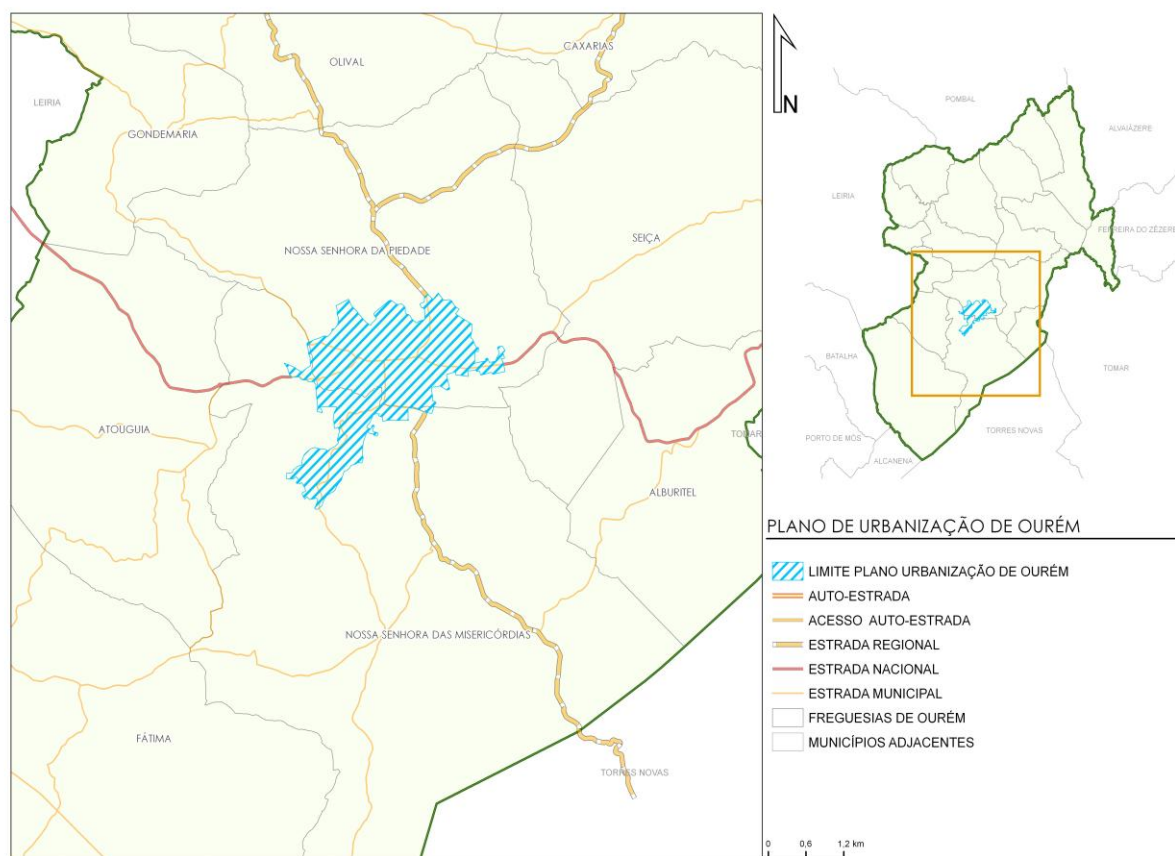 CAXARIAS
OLIVAL
LEIRIA
GONDEMARIA
SEIÇA
NOSSA SENHORA DA PIEDADE
ATOUGUIA
TOMAR
ALBURITEL
NOSSA SENHORA DAS MISERICÓRDIAS
FÁTIMA
TORRES NOVAS
N
POMBAL
ALVAIÁZERE
LEIRIA
FERREIRA DO ZÊZERE
BATALHA
TOMAR
TORRES NOVAS
PORTO DE MÓS
ALCANENA
PLANO DE URBANIZAÇÃO DE OURÉM
LIMITE PLANO URBANIZAÇÃO DE OURÉM
AUTO-ESTRADA
ACESSO AUTO-ESTRADA
ESTRADA REGIONAL
ESTRADA NACIONAL
ESTRADA MUNICIPAL
FREGUESIAS DE OURÉM
MUNICÍPIOS ADJACENTES
0 0,6 1,2 km